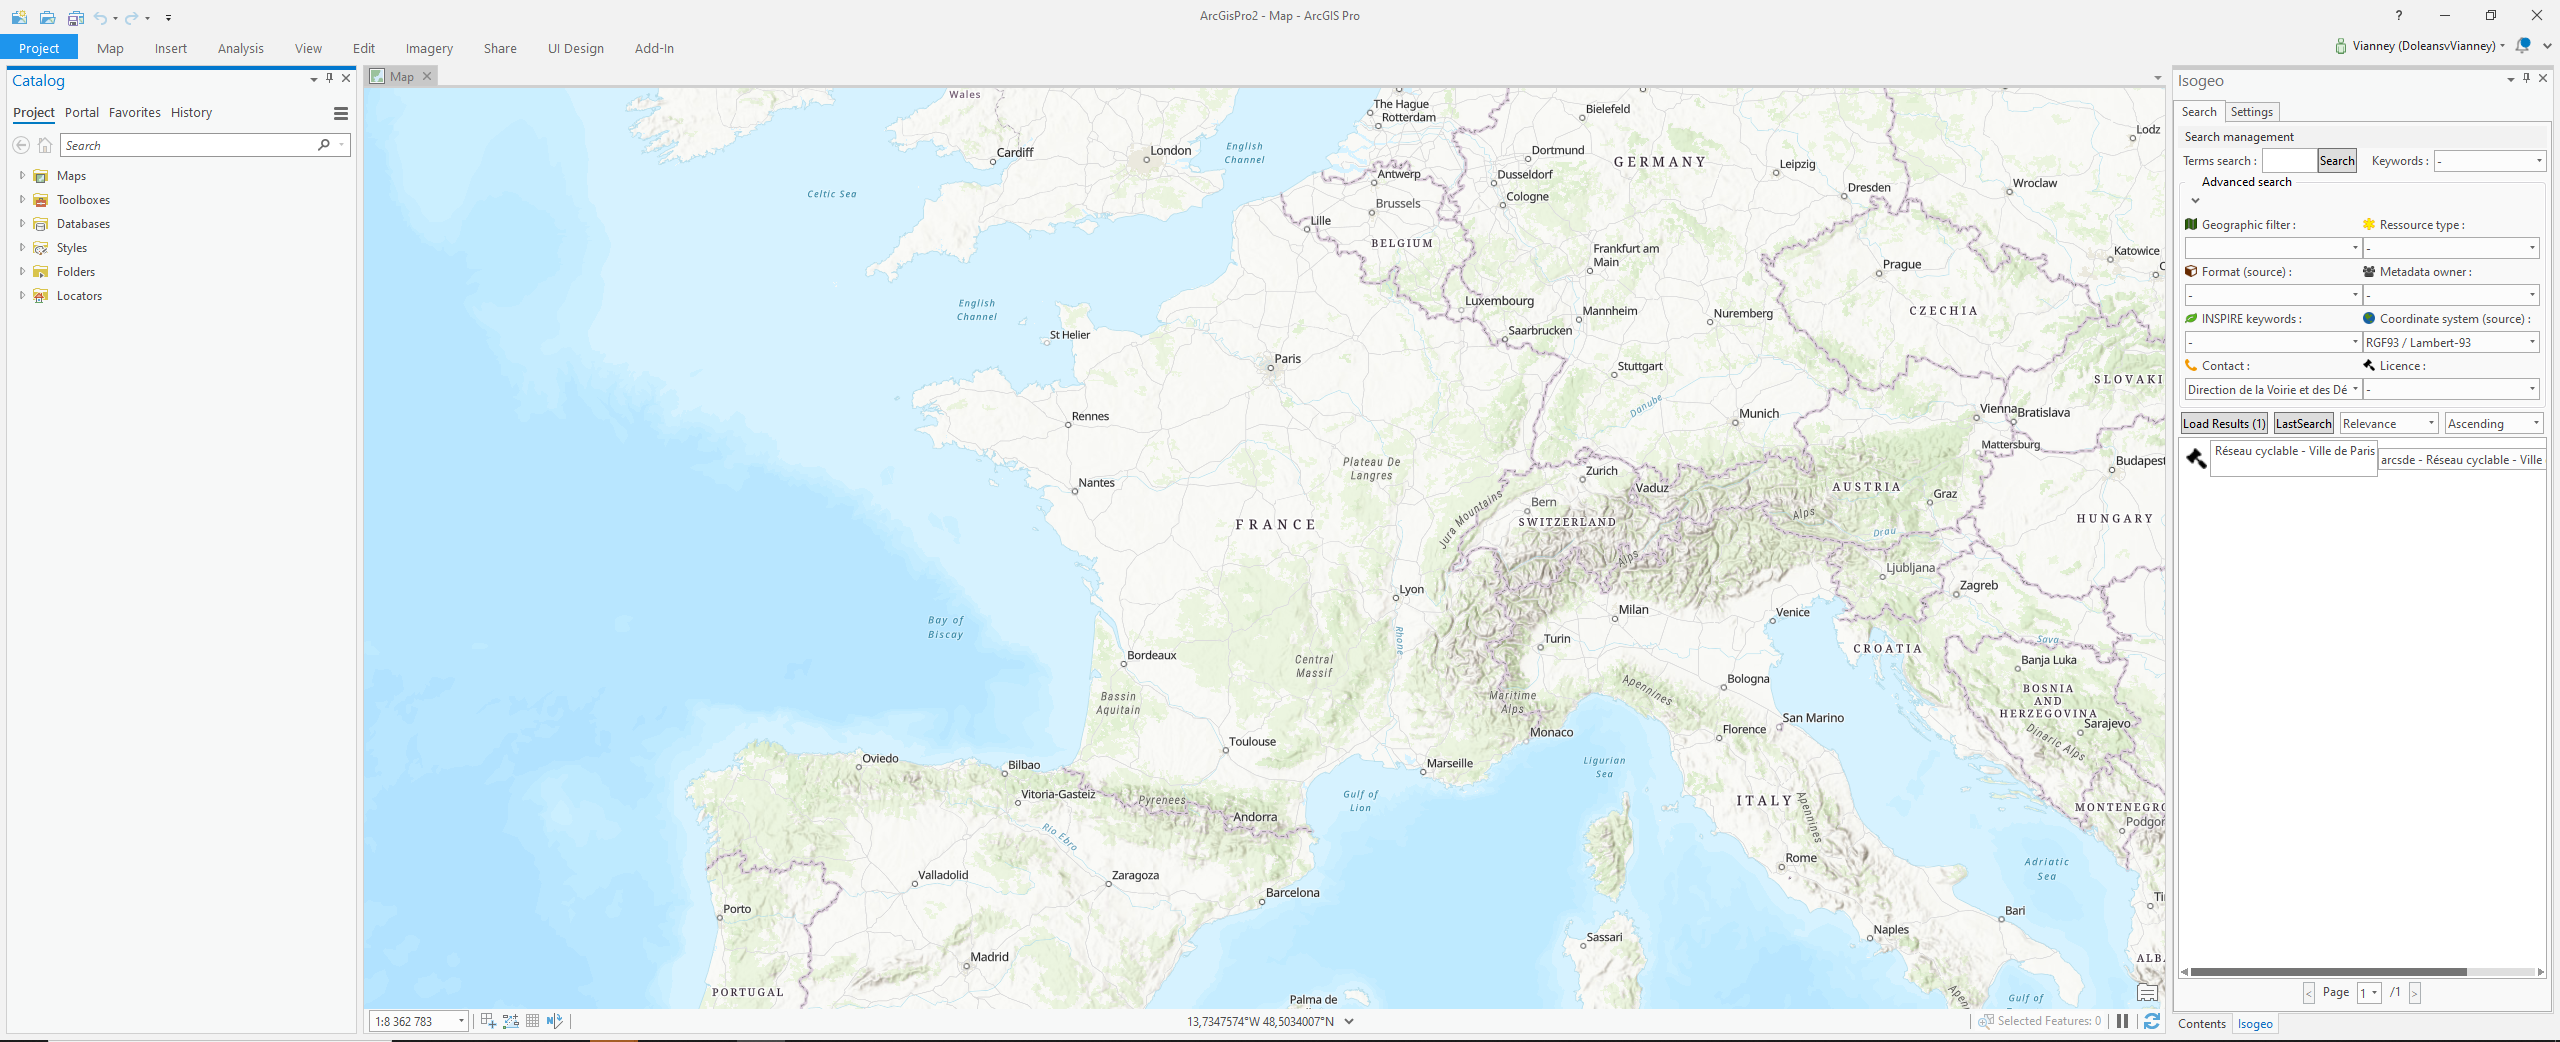 ArcGisPro2 - Map - ArcGIS Pro
?
Project Map Insert Analysis View Edit Imagery Share UI Design Add-In
Vianney (DoleansvVianney)
Catalog
Project Portal Favorites History
Search
Maps
Toolboxes
Databases
Styles
Folders
Locators
Map
Wales
Cardiff
London
English
Channel
Celtic Sea
English
Channel
St Helier
The Hague
Rotterdam
Bielefeld
Dortmund
Dusseldorf
Cologne
GERMANY
Leipzig
Dresden
Lodz
Wroclaw
Katowice
Antwerp
Brussels
Lille
BELGIUM
Frankfurt am
Main
Prague
Luxembourg
Saarbrucken
Mannheim
Nuremberg
CZECHIA
Paris
Stuttgart
SLOVAKI
Rennes
Danube
Munich
Vienna
Bratislava
Mattersburg
Budapest
Plateau De
Langres
Zurich
Vaduz
AUSTRIA
Graz
Nantes
Jura Mountains
Bern
SWITZERLAND
Alps
HUNGARY
FRANCE
Drau
Alps
Ljubljana
Zagreb
Lyon
Milan
Venice
Bay of
Biscay
Rhone
Turin
CROATIA
Sava
Banja Luka
Bordeaux
Central
Massif
Bassin
Aquitain
Maritime
Alps
Apennines
Bologna
BOSNIA
AND
HERZEGOVINA
Sarajevo
Dinaric Alps
San Marino
Florence
Monaco
Toulouse
Marseille
Ligurian
Sea
Oviedo
Bilbao
Vitoria-Gasteiz
Pyrenees
Andorra
Gulf of
Lion
ITALY
Apennines
MONTENEGRO
Podgor
Rio Ebro
Rome
Adriatic
Sea
Valladolid
Zaragoza
Barcelona
Porto
Bari
Naples
Sassari
Madrid
PORTUGAL
Palma de
ALB
Apen
Gulf of
1:8 362 783
13,7347574°W 48,5034007°N
Selected Features: 0
Isogeo
Search Settings
Search management
Terms search : Search Keywords : -
Advanced search
Geographic filter : Ressource type :
-
Format (source) : Metadata owner :
- -
INSPIRE keywords : Coordinate system (source) :
- RGF93 / Lambert-93
Contact : Licence :
Direction de la Voirie et des Dé -
Load Results (1) LastSearch Relevance Ascending
Réseau cyclable - Ville de Paris arcsde - Réseau cyclable - Ville
< Page 1 /1 >
Contents Isogeo